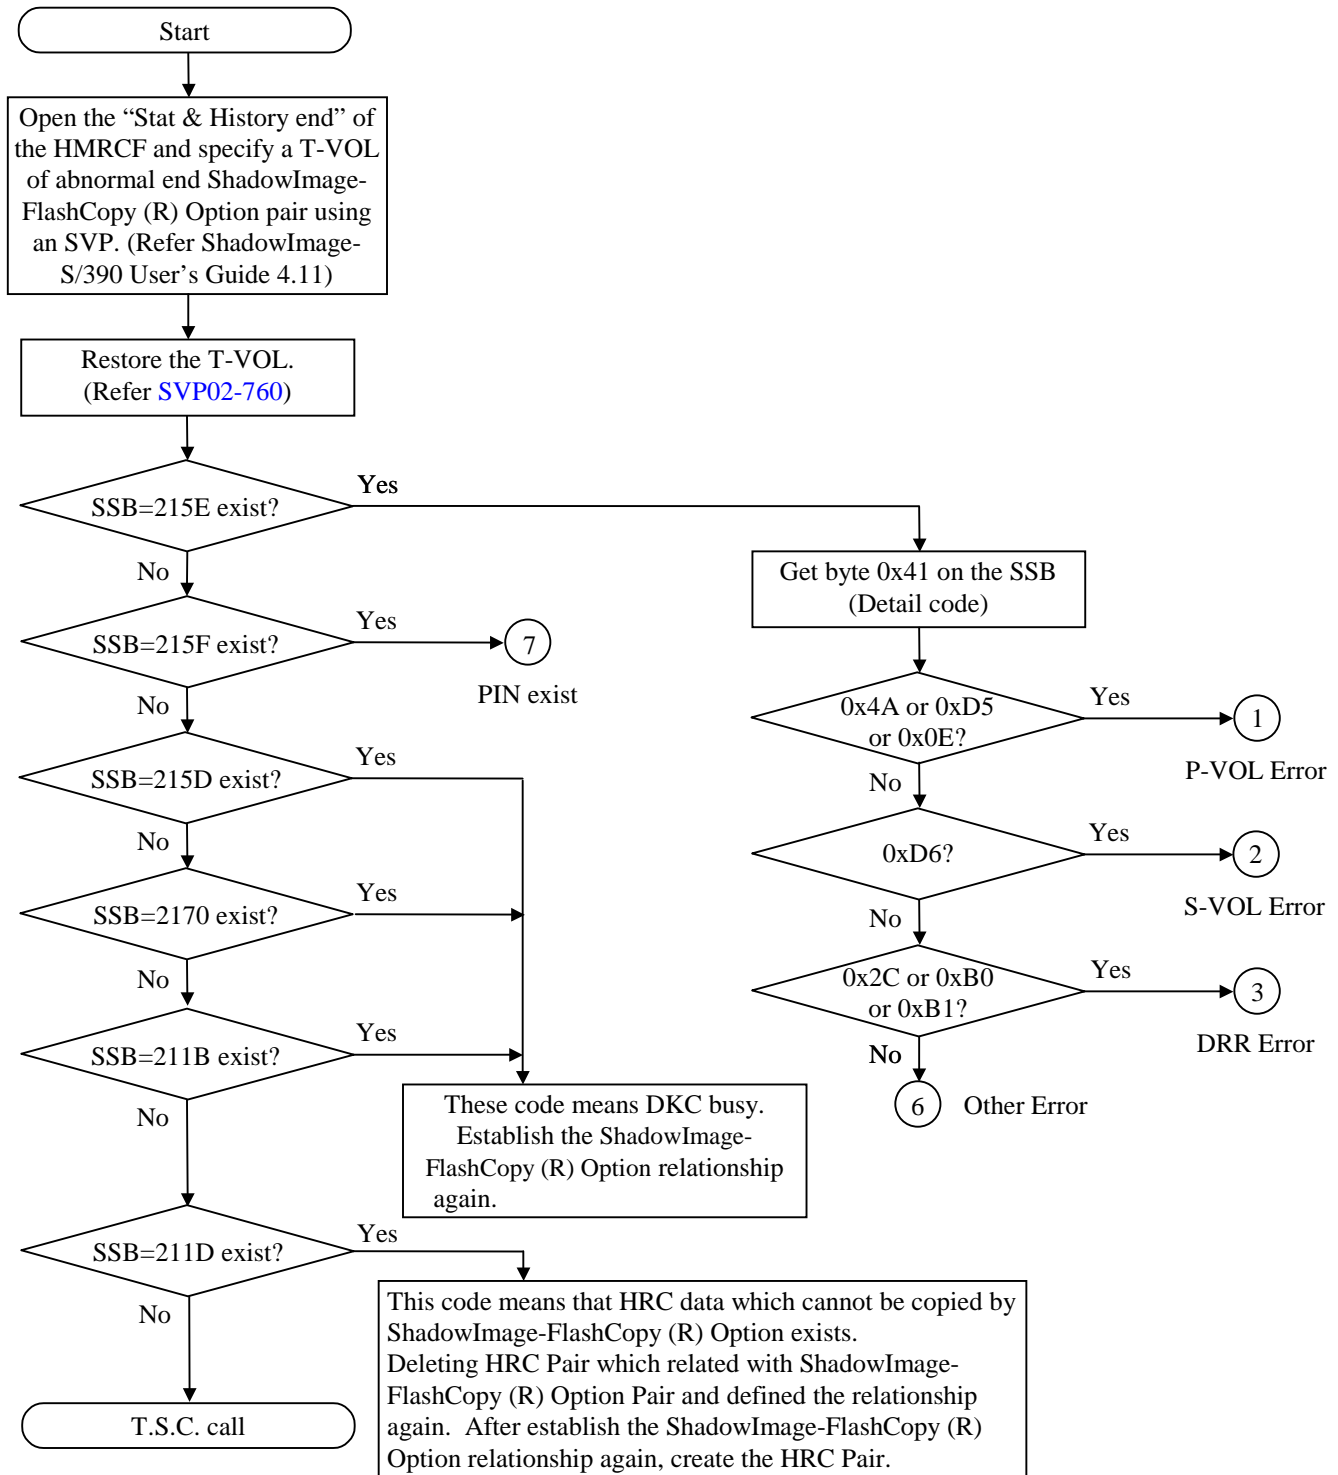 Start
Open the “Stat & History end” of
the HMRCF and specify a T-VOL
of abnormal end ShadowImage-
FlashCopy (R) Option pair using
an SVP. (Refer ShadowImage-
S/390 User’s Guide 4.11)
Restore the T-VOL.
(Refer SVP02-760)
SSB=215E exist?
Yes
No
SSB=215F exist?
Yes
7
PIN exist
No
SSB=215D exist?
Yes
No
SSB=2170 exist?
Yes
No
SSB=211B exist?
Yes
No
These code means DKC busy.
Establish the ShadowImage-
FlashCopy (R) Option relationship
again.
SSB=211D exist?
Yes
No
This code means that HRC data which cannot be copied by
ShadowImage-FlashCopy (R) Option exists.
Deleting HRC Pair which related with ShadowImage-
FlashCopy (R) Option Pair and defined the relationship
again.  After establish the ShadowImage-FlashCopy (R)
Option relationship again, create the HRC Pair.
T.S.C. call
Get byte 0x41 on the SSB
(Detail code)
0x4A or 0xD5
or 0x0E?
Yes
1
P-VOL Error
No
0xD6?
Yes
2
S-VOL Error
No
0x2C or 0xB0
or 0xB1?
Yes
3
DRR Error
No
6
Other Error